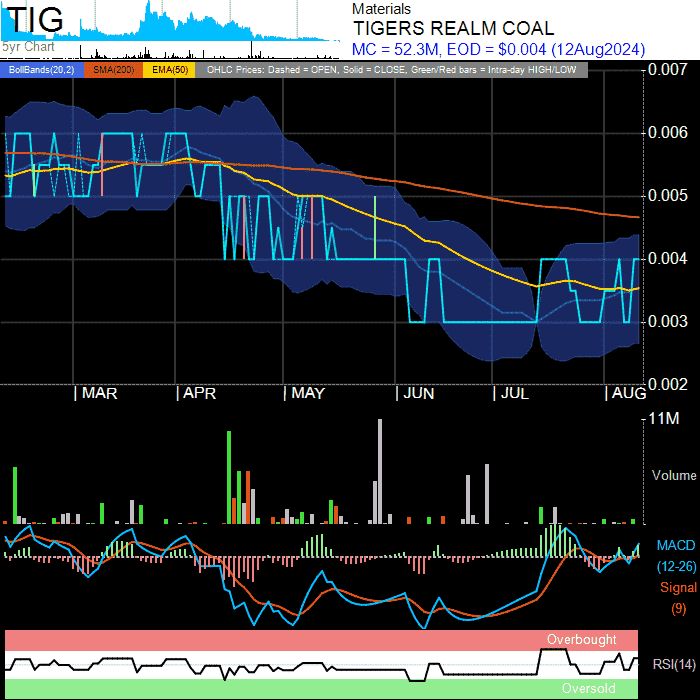 TIG
5yr Chart
Materials
TIGERS REALM COAL
MC = 52.3M, EOD = $0.004 (12Aug2024)
BollBands(20,2) SMA(200) EMA(50) OHLC Prices: Dashed = OPEN, Solid = CLOSE, Green/Red bars = Intra-day HIGH/LOW
0.007
0.006
0.005
0.004
0.003
0.002
MAR APR MAY JUN JUL AUG
11M
Volume
MACD
(12-26)
Signal
(9)
Overbought
RSI(14)
Oversold